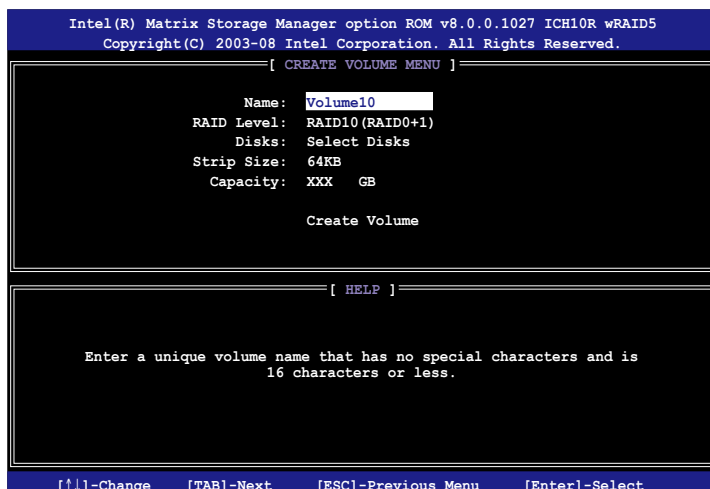 Intel(R) Matrix Storage Manager option ROM v8.0.0.1027 ICH10R wRAID5
Copyright(C) 2003-08 Intel Corporation. All Rights Reserved.
[ CREATE VOLUME MENU ]
Name: Volume10
RAID Level: RAID10(RAID0+1)
Disks: Select Disks
Strip Size: 64KB
Capacity: XXX GB
Create Volume
[ HELP ]
Enter a unique volume name that has no special characters and is
16 characters or less.
[↑↓]-Change [TAB]-Next [ESC]-Previous Menu [Enter]-Select